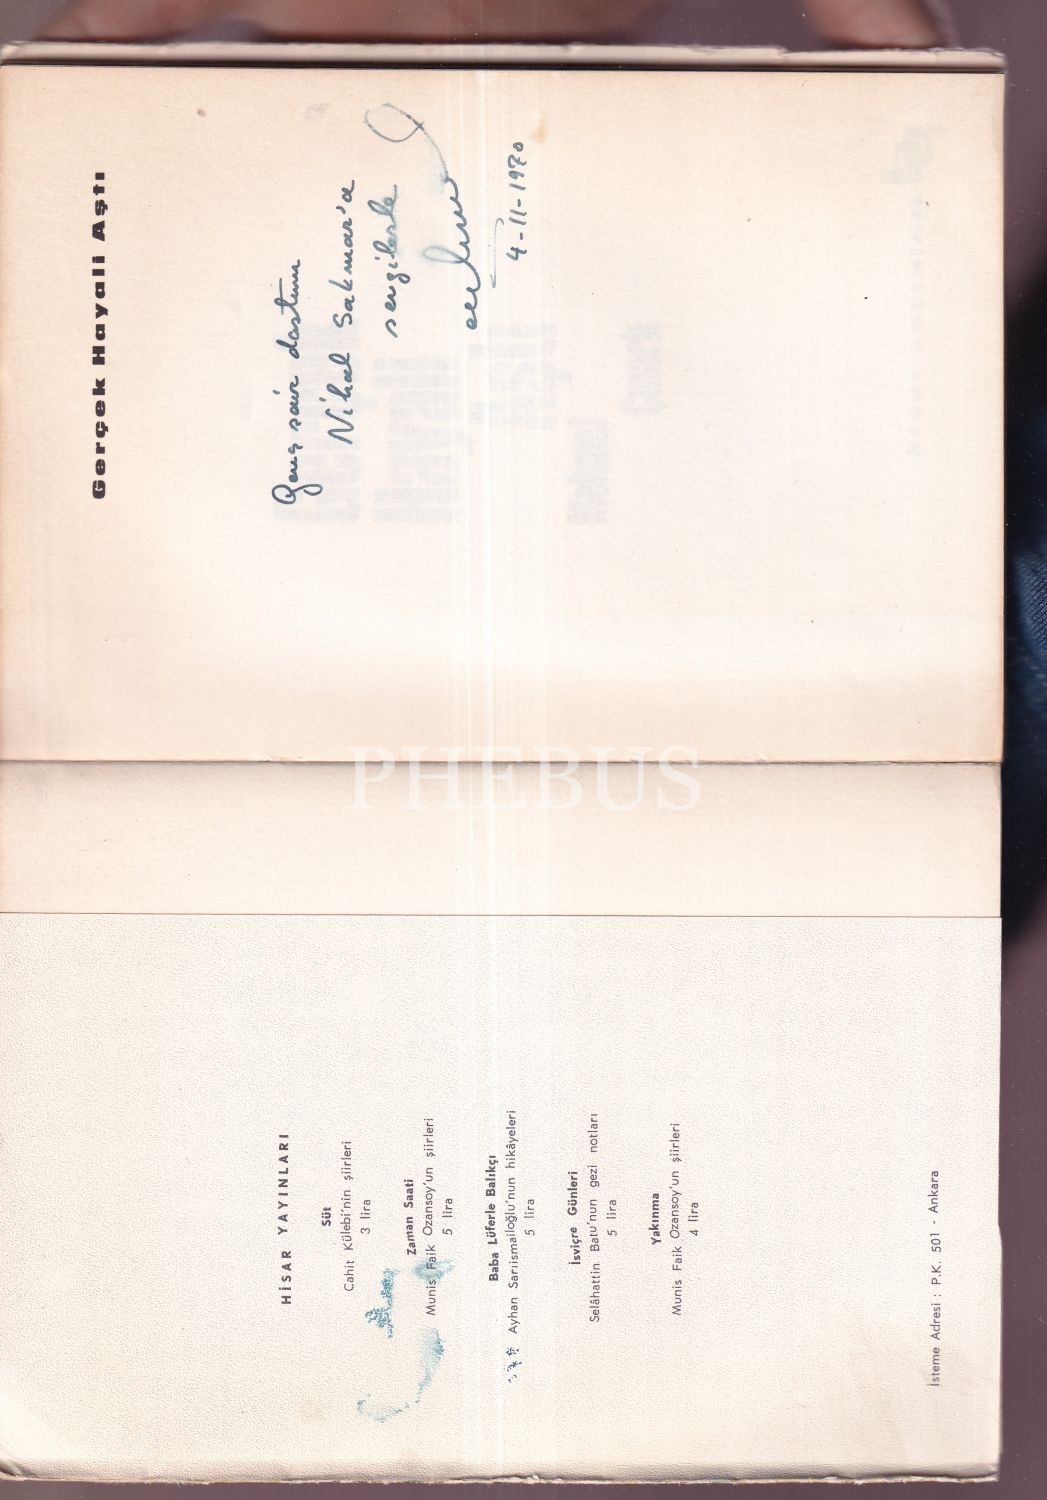 HİSAR YAYINLARI
Süt
Cahit Külebi'nin şiirleri
3 lira
Zaman Saati
Munis Faik Ozansoy'un şiirleri
5 lira
Baba Lüferle Balıkçı
Ayhan Sarıismailoğlu'nun hikâyeleri
5 lira
İsviçre Günleri
Selâhattin Batu'nun gezi notları
5 lira
Yakınma
Munis Faik Ozansoy'un şiirleri
4 lira
İsteme Adresi : P.K. 501 - Ankara
Gerçek Hayali Aştı
Genç şair dostum
Nihal Sakmar'a
sevgilerle
4-11-1970
PHEBUS